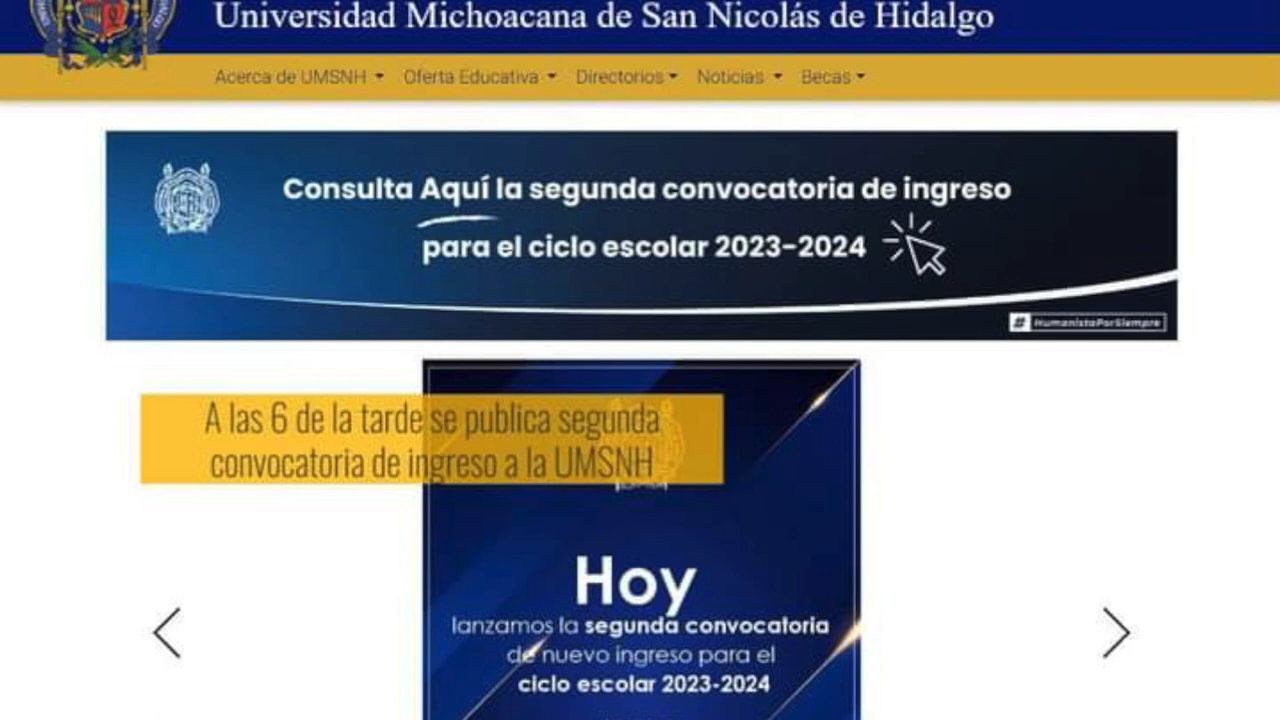 Universidad Michoacana de San Nicolás de Hidalgo
Acerca de UMSNH Oferta Educativa Directorios Noticias Becas
Consulta Aquí la segunda convocatoria de ingreso
para el ciclo escolar 2023-2024
# HumanistaPorSiempre
A las 6 de la tarde se publica segunda
convocatoria de ingreso a la UMSNH
Hoy
lanzamos la segunda convocatoria
de nuevo ingreso para el
ciclo escolar 2023-2024